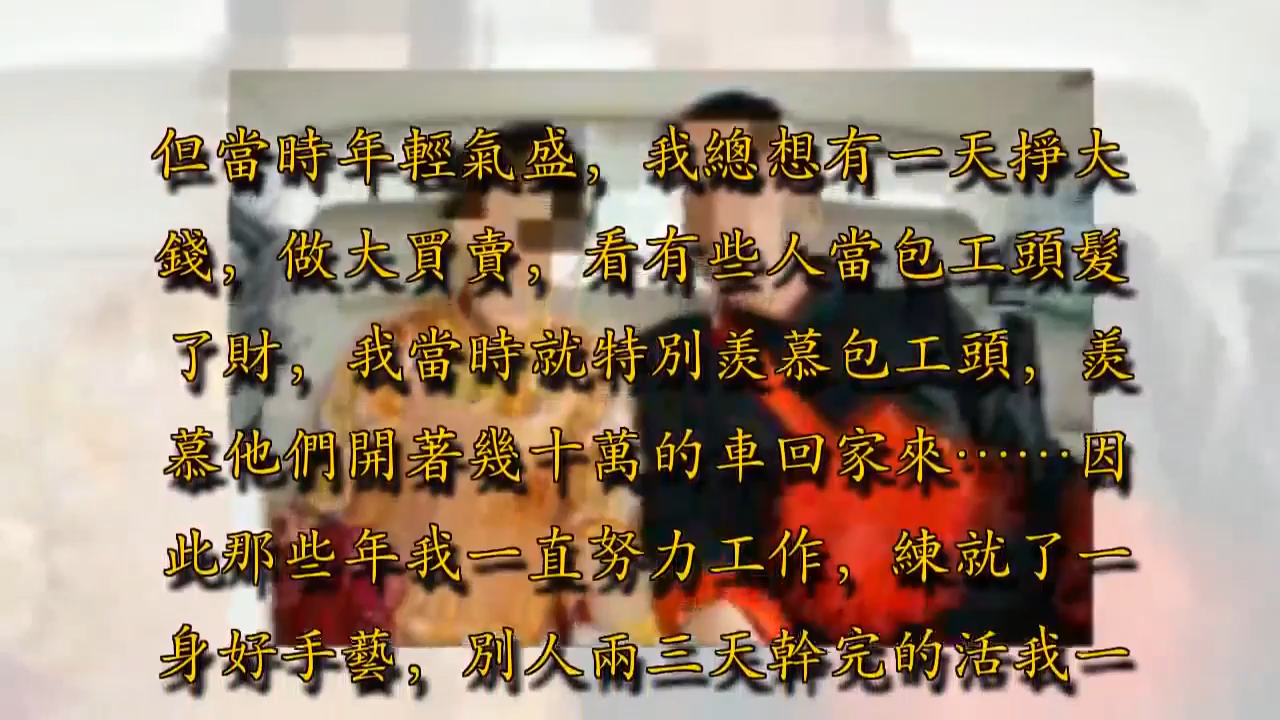 但當時年輕氣盛，我總想有一天掙大
錢，做大買賣，看有些人當包工頭髮
了財，我當時就特別羨慕包工頭，羨
慕他們開著幾十萬的車回家來⋯⋯因
此那些年我一直努力工作，練就了一
身好手藝，別人兩三天幹完的活我一